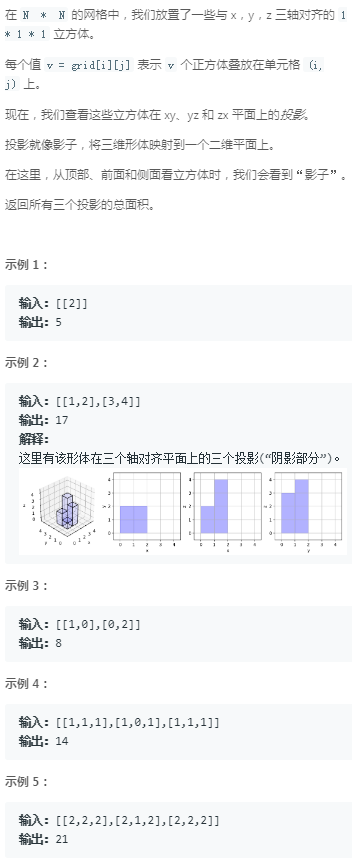 在 N * N 的网格中，我们放置了一些与 x，y，z 三轴对齐的 1
* 1 * 1 立方体。
每个值 v = grid[i][j] 表示 v 个正方体叠放在单元格 (i,
j) 上。
现在，我们查看这些立方体在 xy、yz 和 zx 平面上的投影。
投影就像影子，将三维形体映射到一个二维平面上。
在这里，从顶部、前面和侧面看立方体时，我们会看到“影子”。
返回所有三个投影的总面积。
示例 1：
输入：[[2]]
输出：5
示例 2：
输入：[[1,2],[3,4]]
输出：17
解释：
这里有该形体在三个轴对齐平面上的三个投影(“阴影部分”)。
示例 3：
输入：[[1,0],[0,2]]
输出：8
示例 4：
输入：[[1,1,1],[1,0,1],[1,1,1]]
输出：14
示例 5：
输入：[[2,2,2],[2,1,2],[2,2,2]]
输出：21